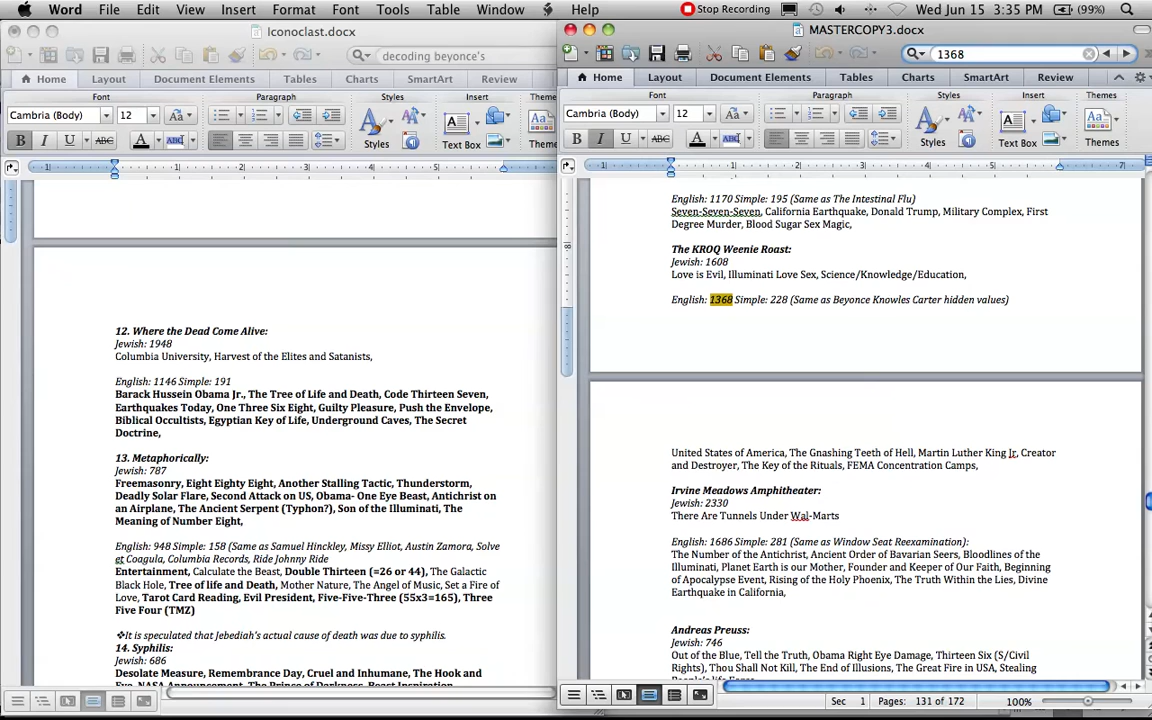 Word File Edit View Insert Format Font Tools Table Window Help Stop Recording Wed Jun 15 3:35 PM (99%)
Iconoclast.docx
decoding beyonce's
Home Layout Document Elements Tables Charts SmartArt Review
Font Paragraph Styles Insert Themes
Cambria (Body) 12 Aa
B I U ABC A ABC Styles Text Box Themes
12. Where the Dead Come Alive:
Jewish: 1948
Columbia University, Harvest of the Elites and Satanists,
English: 1146 Simple: 191
Barack Hussein Obama Jr., The Tree of Life and Death, Code Thirteen Seven,
Earthquakes Today, One Three Six Eight, Guilty Pleasure, Push the Envelope,
Biblical Occultists, Egyptian Key of Life, Underground Caves, The Secret
Doctrine,
13. Metaphorically:
Jewish: 787
Freemasonry, Eight Eighty Eight, Another Stalling Tactic, Thunderstorm,
Deadly Solar Flare, Second Attack on US, Obama- One Eye Beast, Antichrist on
an Airplane, The Ancient Serpent (Typhon?), Son of the Illuminati, The
Meaning of Number Eight,
English: 948 Simple: 158 (Same as Samuel Hinckley, Missy Elliot, Austin Zamora, Solve
et Coagula, Columbia Records, Ride Johnny Ride
Entertainment, Calculate the Beast, Double Thirteen (=26 or 44), The Galactic
Black Hole, Tree of life and Death, Mother Nature, The Angel of Music, Set a Fire of
Love, Tarot Card Reading, Evil President, Five-Five-Three (55x3=165), Three
Five Four (TMZ)
❖It is speculated that Jebediah's actual cause of death was due to syphilis.
14. Syphilis:
Jewish: 686
Desolate Measure, Remembrance Day, Cruel and Inhumane, The Hook and
Eye, NASA Announcement, The Prince of Darkness, Beast Inspiration,
MASTERCOPY3.docx
1368
Home Layout Document Elements Tables Charts SmartArt Review
Font Paragraph Styles Insert Themes
Cambria (Body) 12 Aa
B I U ABC A ABC Styles Text Box Themes
English: 1170 Simple: 195 (Same as The Intestinal Flu)
Seven-Seven-Seven, California Earthquake, Donald Trump, Military Complex, First
Degree Murder, Blood Sugar Sex Magic,
The KROQ Weenie Roast:
Jewish: 1608
Love is Evil, Illuminati Love Sex, Science/Knowledge/Education,
English: 1368 Simple: 228 (Same as Beyonce Knowles Carter hidden values)
United States of America, The Gnashing Teeth of Hell, Martin Luther King Jr, Creator
and Destroyer, The Key of the Rituals, FEMA Concentration Camps,
Irvine Meadows Amphitheater:
Jewish: 2330
There Are Tunnels Under Wal-Marts
English: 1686 Simple: 281 (Same as Window Seat Reexamination):
The Number of the Antichrist, Ancient Order of Bavarian Seers, Bloodlines of the
Illuminati, Planet Earth is our Mother, Founder and Keeper of Our Faith, Beginning
of Apocalypse Event, Rising of the Holy Phoenix, The Truth Within the Lies, Divine
Earthquake in California,
Andreas Preuss:
Jewish: 746
Out of the Blue, Tell the Truth, Obama Right Eye Damage, Thirteen Six (S/Civil
Rights), Thou Shall Not Kill, The End of Illusions, The Great Fire in USA, Stealing
Sec 1 Pages: 131 of 172 100%